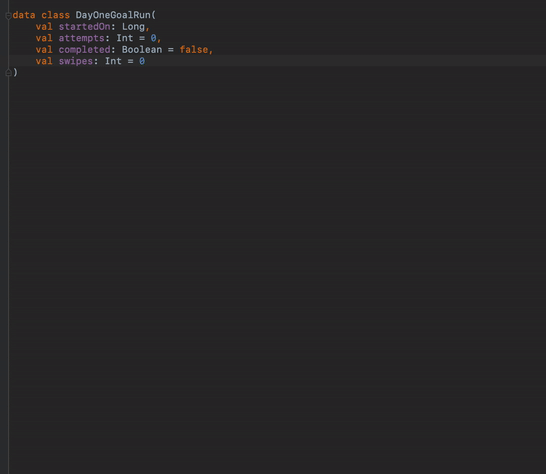 data class DayOneGoalRun(
    val startedOn: Long,
    val attempts: Int = 0,
    val completed: Boolean = false,
    val swipes: Int = 0
)